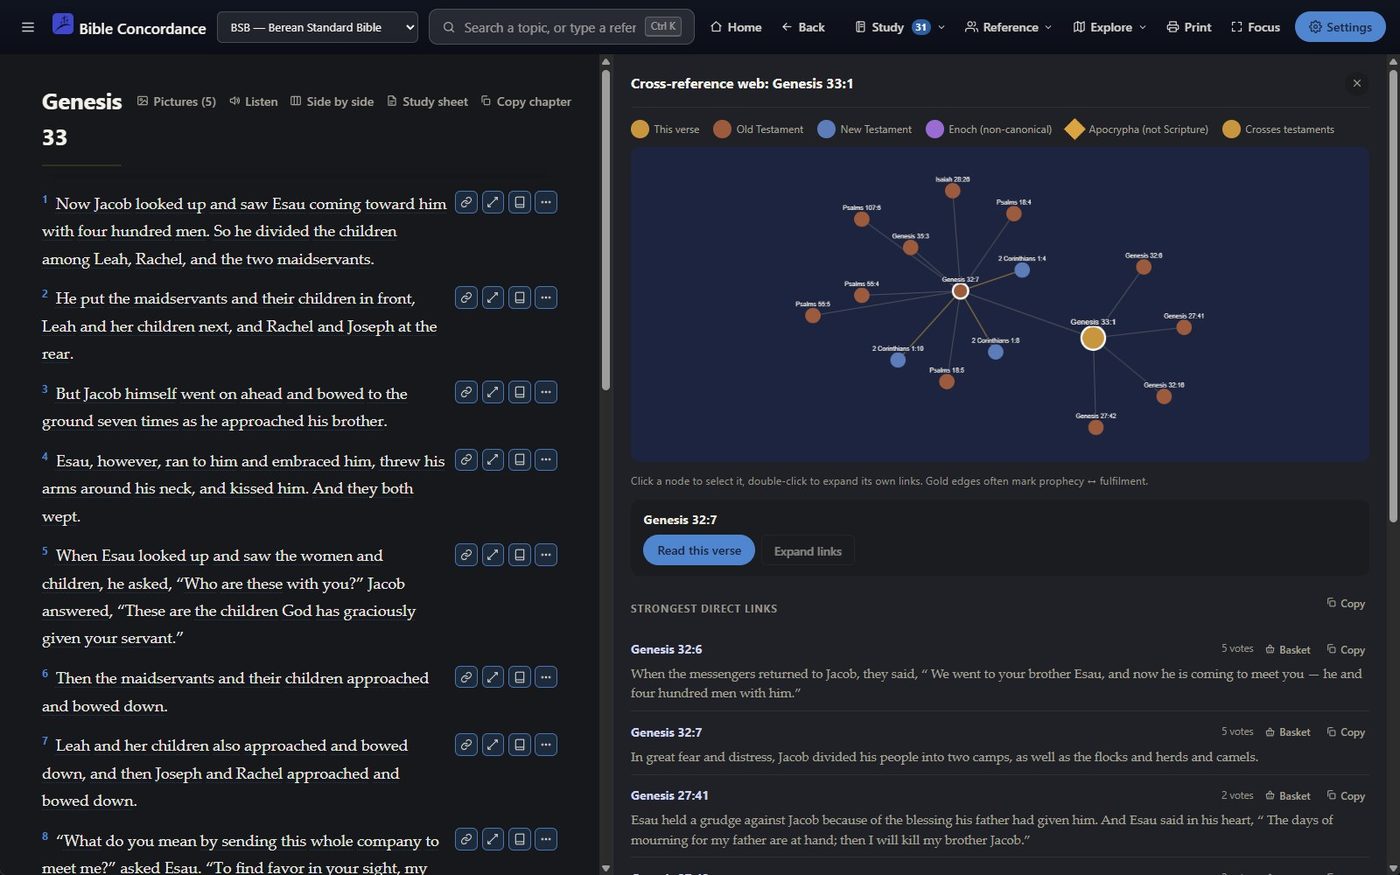 Bible Concordance
BSB — Berean Standard Bible
Search a topic, or type a refer
Ctrl K
Home
Back
Study 31
Reference
Explore
Print
Focus
Settings
Genesis 33
Pictures (5)
Listen
Side by side
Study sheet
Copy chapter
1 Now Jacob looked up and saw Esau coming toward him
with four hundred men. So he divided the children
among Leah, Rachel, and the two maidservants.
2 He put the maidservants and their children in front,
Leah and her children next, and Rachel and Joseph at the
rear.
3 But Jacob himself went on ahead and bowed to the
ground seven times as he approached his brother.
4 Esau, however, ran to him and embraced him, threw his
arms around his neck, and kissed him. And they both
wept.
5 When Esau looked up and saw the women and
children, he asked, “Who are these with you?” Jacob
answered, “These are the children God has graciously
given your servant.”
6 Then the maidservants and their children approached
and bowed down.
7 Leah and her children also approached and bowed
down, and then Joseph and Rachel approached and
bowed down.
8 “What do you mean by sending this whole company to
meet me?” asked Esau. “To find favor in your sight, my
Cross-reference web: Genesis 33:1
This verse
Old Testament
New Testament
Enoch (non-canonical)
Apocrypha (not Scripture)
Crosses testaments
Isaiah 28:26
Psalms 107:6
Psalms 18:4
Genesis 35:3
2 Corinthians 1:4
Genesis 32:6
Genesis 32:7
Psalms 55:4
Psalms 55:5
Genesis 33:1
Genesis 27:41
2 Corinthians 1:10
2 Corinthians 1:8
Psalms 18:5
Genesis 32:16
Genesis 27:42
Click a node to select it, double-click to expand its own links. Gold edges often mark prophecy ↔ fulfilment.
Genesis 32:7
Read this verse
Expand links
STRONGEST DIRECT LINKS
Copy
Genesis 32:6
5 votes
Basket
Copy
When the messengers returned to Jacob, they said, “ We went to your brother Esau, and now he is coming to meet you — he and
four hundred men with him.”
Genesis 32:7
5 votes
Basket
Copy
In great fear and distress, Jacob divided his people into two camps, as well as the flocks and herds and camels.
Genesis 27:41
2 votes
Basket
Copy
Esau held a grudge against Jacob because of the blessing his father had given him. And Esau said in his heart, “ The days of
mourning for my father are at hand; then I will kill my brother Jacob.”